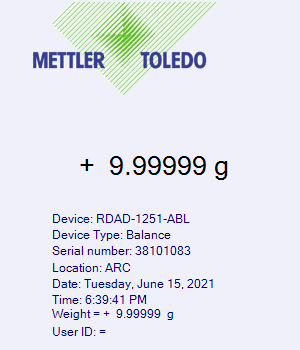 METTLER TOLEDO
+ 9.99999 g
Device: RDAD-1251-ABL
Device Type: Balance
Serial number: 38101083
Location: ARC
Date: Tuesday, June 15, 2021
Time: 6:39:41 PM
Weight = + 9.99999 g
User ID: =